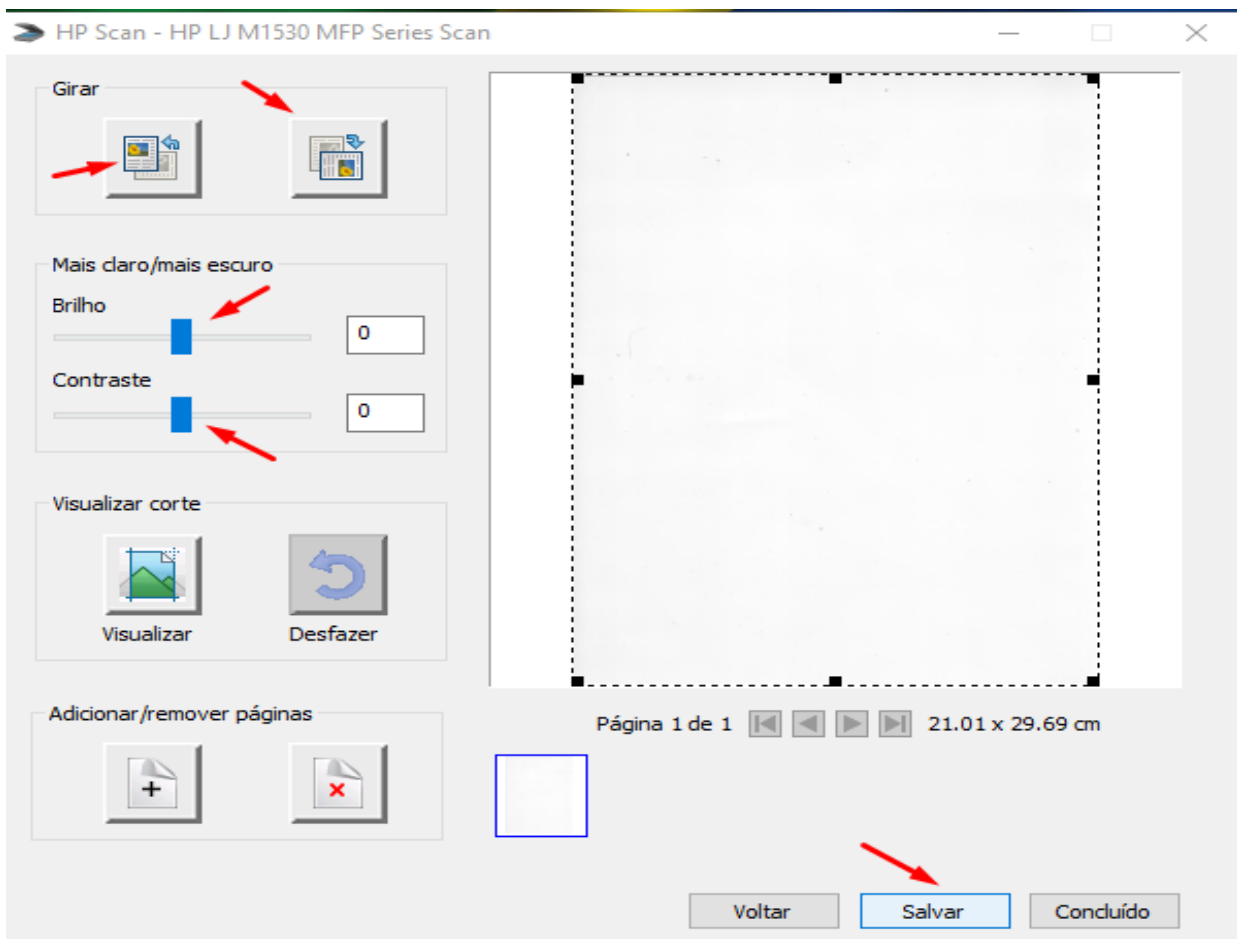 HP Scan - HP LJ M1530 MFP Series Scan
Girar
Mais claro/mais escuro
Brilho
0
Contraste
0
Visualizar corte
Visualizar
Desfazer
Adicionar/remover páginas
Página 1 de 1
21.01 x 29.69 cm
Voltar
Salvar
Concluído